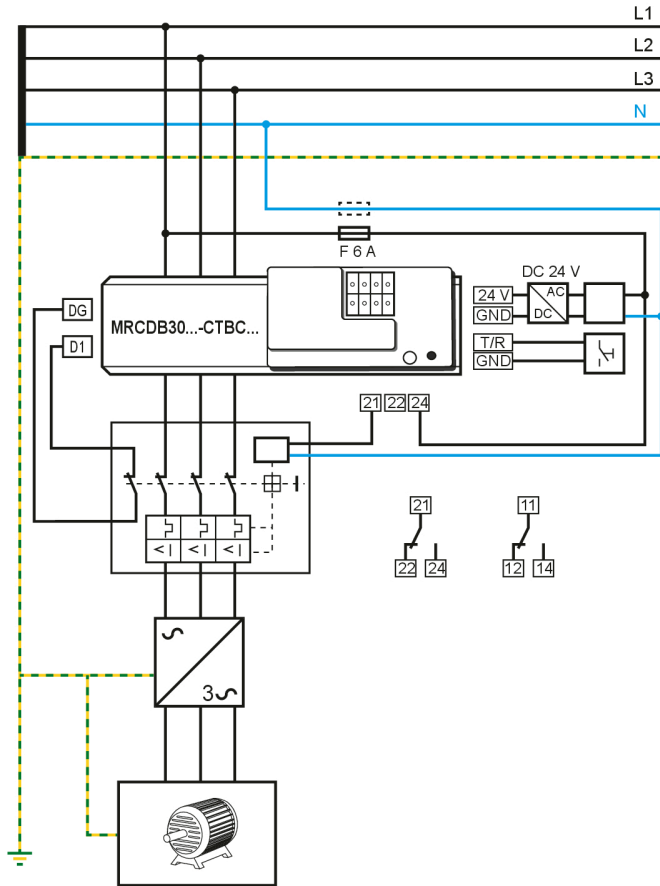 L1
L2
L3
N
F 6 A
DC 24 V
DG
D1
MRCDB30...-CTBC...
24 V
GND
AC
DC
T/R
GND
21 22 24
21
22 24
11
12 14
3